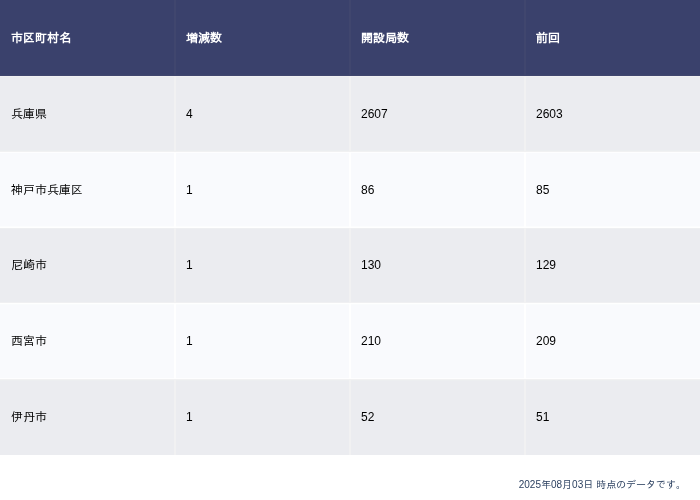 市区町村名 増減数 開設局数 前回
兵庫県 4 2607 2603
神戸市兵庫区 1 86 85
尼崎市 1 130 129
西宮市 1 210 209
伊丹市 1 52 51
2025年08月03日 時点のデータです。